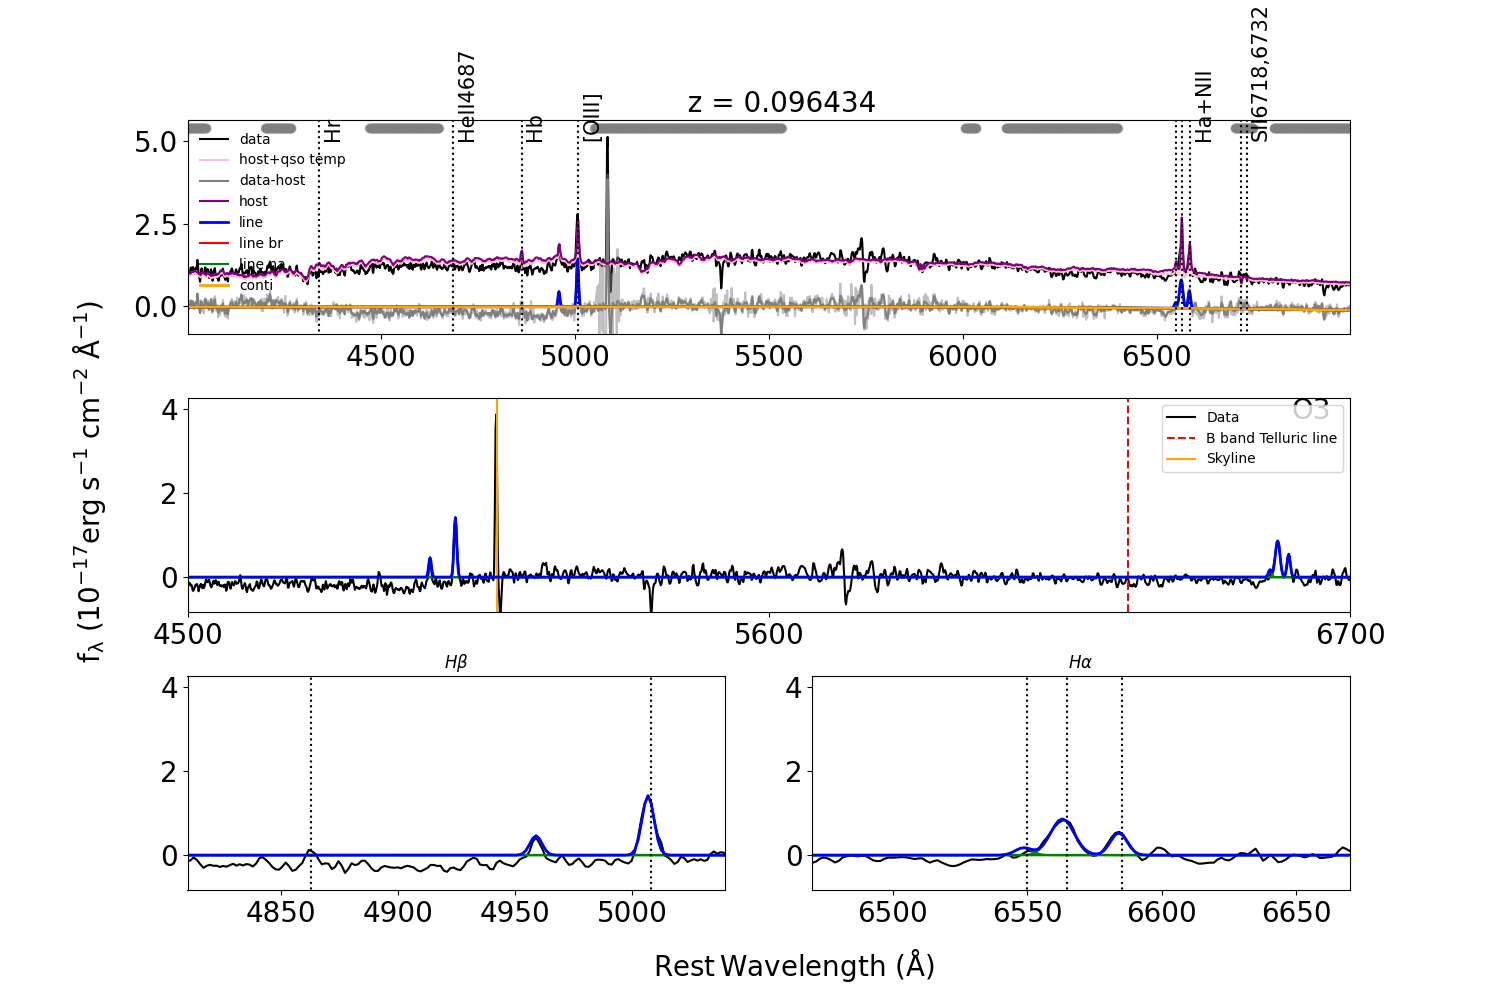 z = 0.096434
Hr
HeII4687
Hb
[OIII]
Ha+NII
SII6718,6732
data
host+qso temp
data-host
host
line
line br
line na
conti
5.0
2.5
0.0
4500 5000 5500 6000 6500
O3
Data
B band Telluric line
Skyline
4
2
0
4500 5600 6700
fλ (10⁻¹⁷erg s⁻¹ cm⁻² Å⁻¹)
Hβ
4
2
0
4850 4900 4950 5000
Hα
4
2
0
6500 6550 6600 6650
Rest Wavelength (Å)